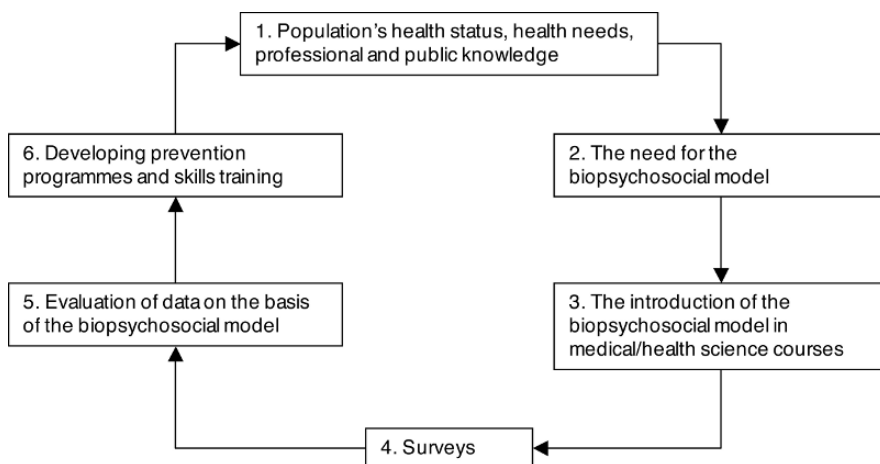 1. Population's health status, health needs,
professional and public knowledge
2. The need for the
biopsychosocial model
3. The introduction of the
biopsychosocial model in
medical/health science courses
4. Surveys
5. Evaluation of data on the basis
of the biopsychosocial model
6. Developing prevention
programmes and skills training